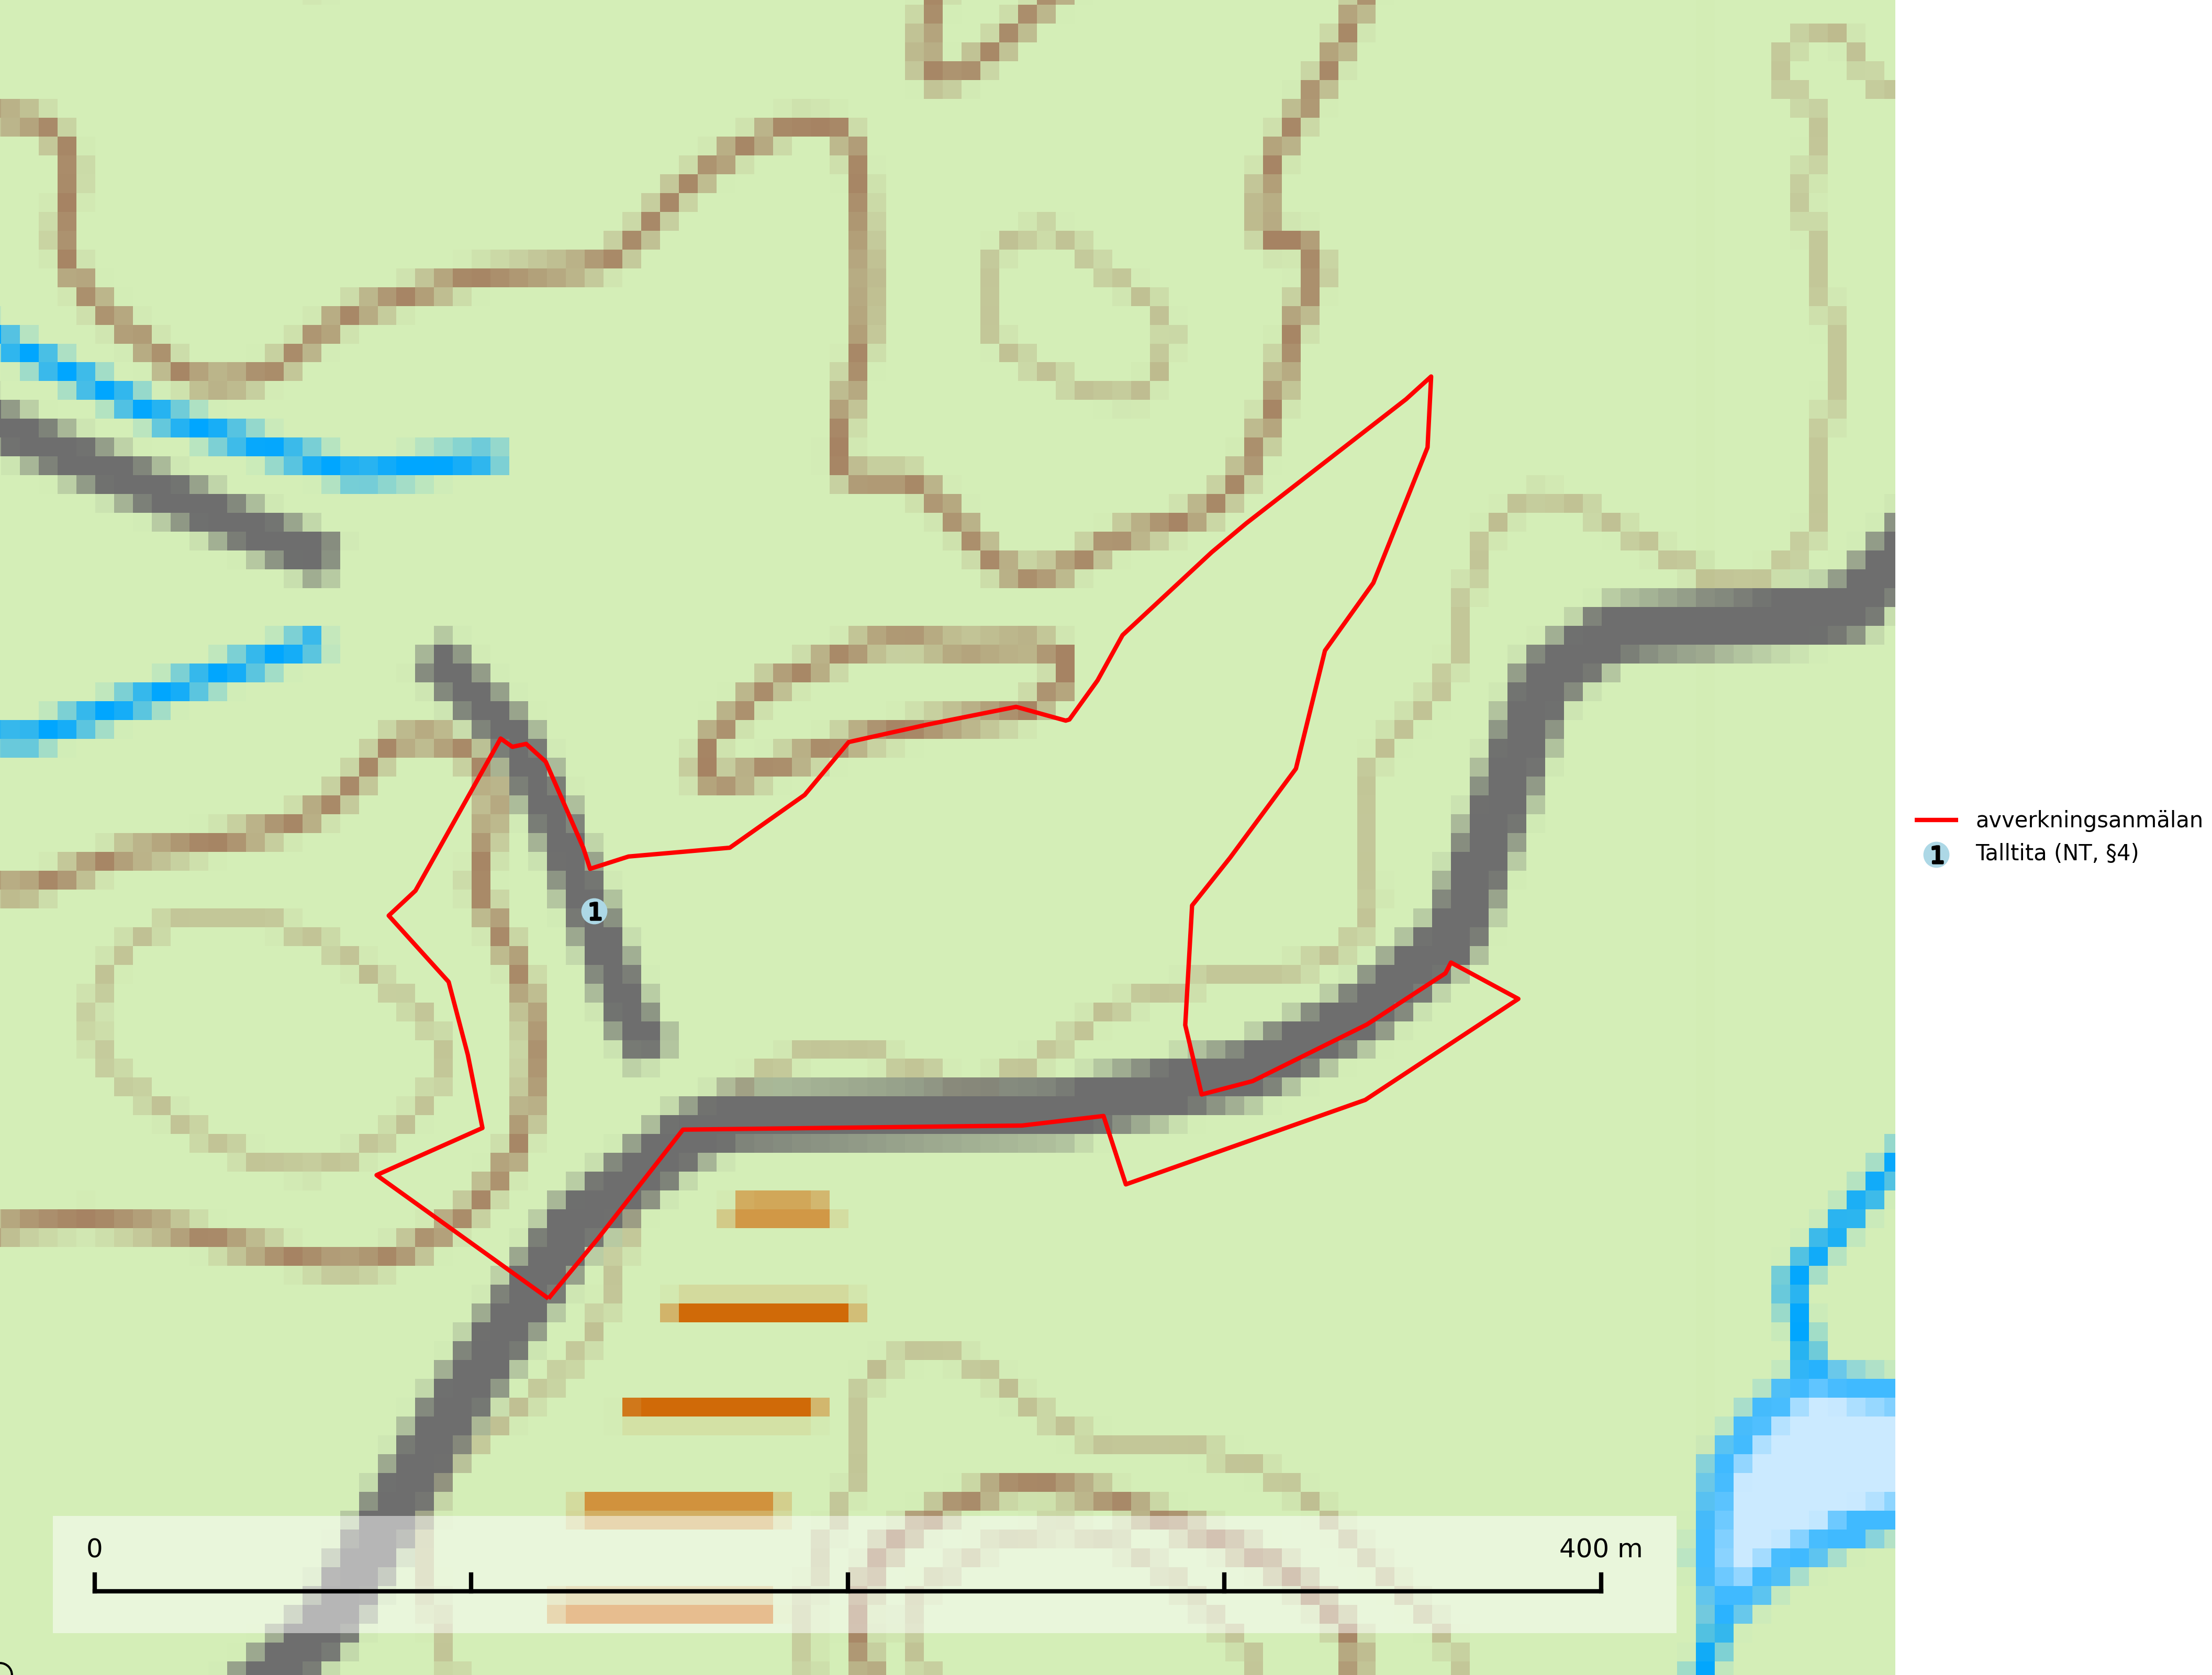 1
avverkningsanmälan
1 Talltita (NT, §4)
0 400 m